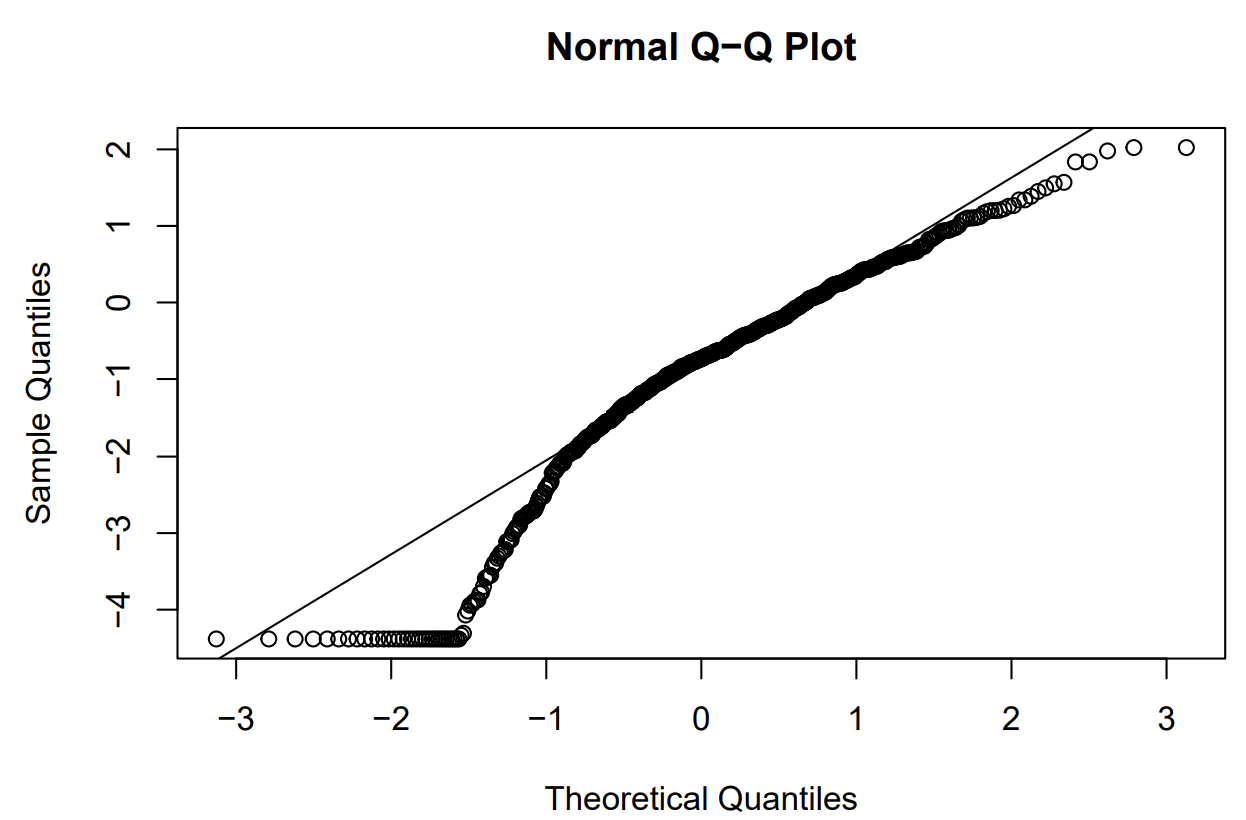 Normal Q−Q Plot
2
1
0
−1
−2
−3
−4
Sample Quantiles
−3 −2 −1 0 1 2 3
Theoretical Quantiles